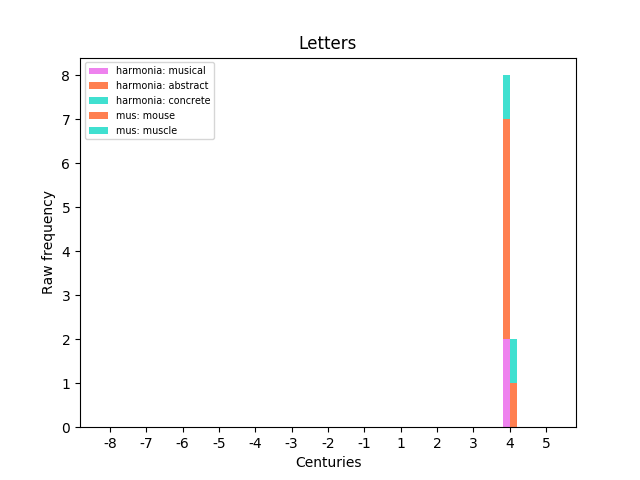 Letters
harmonia: musical
harmonia: abstract
harmonia: concrete
mus: mouse
mus: muscle
Raw frequency
8
7
6
5
4
3
2
1
0
-8 -7 -6 -5 -4 -3 -2 -1 1 2 3 4 5
Centuries